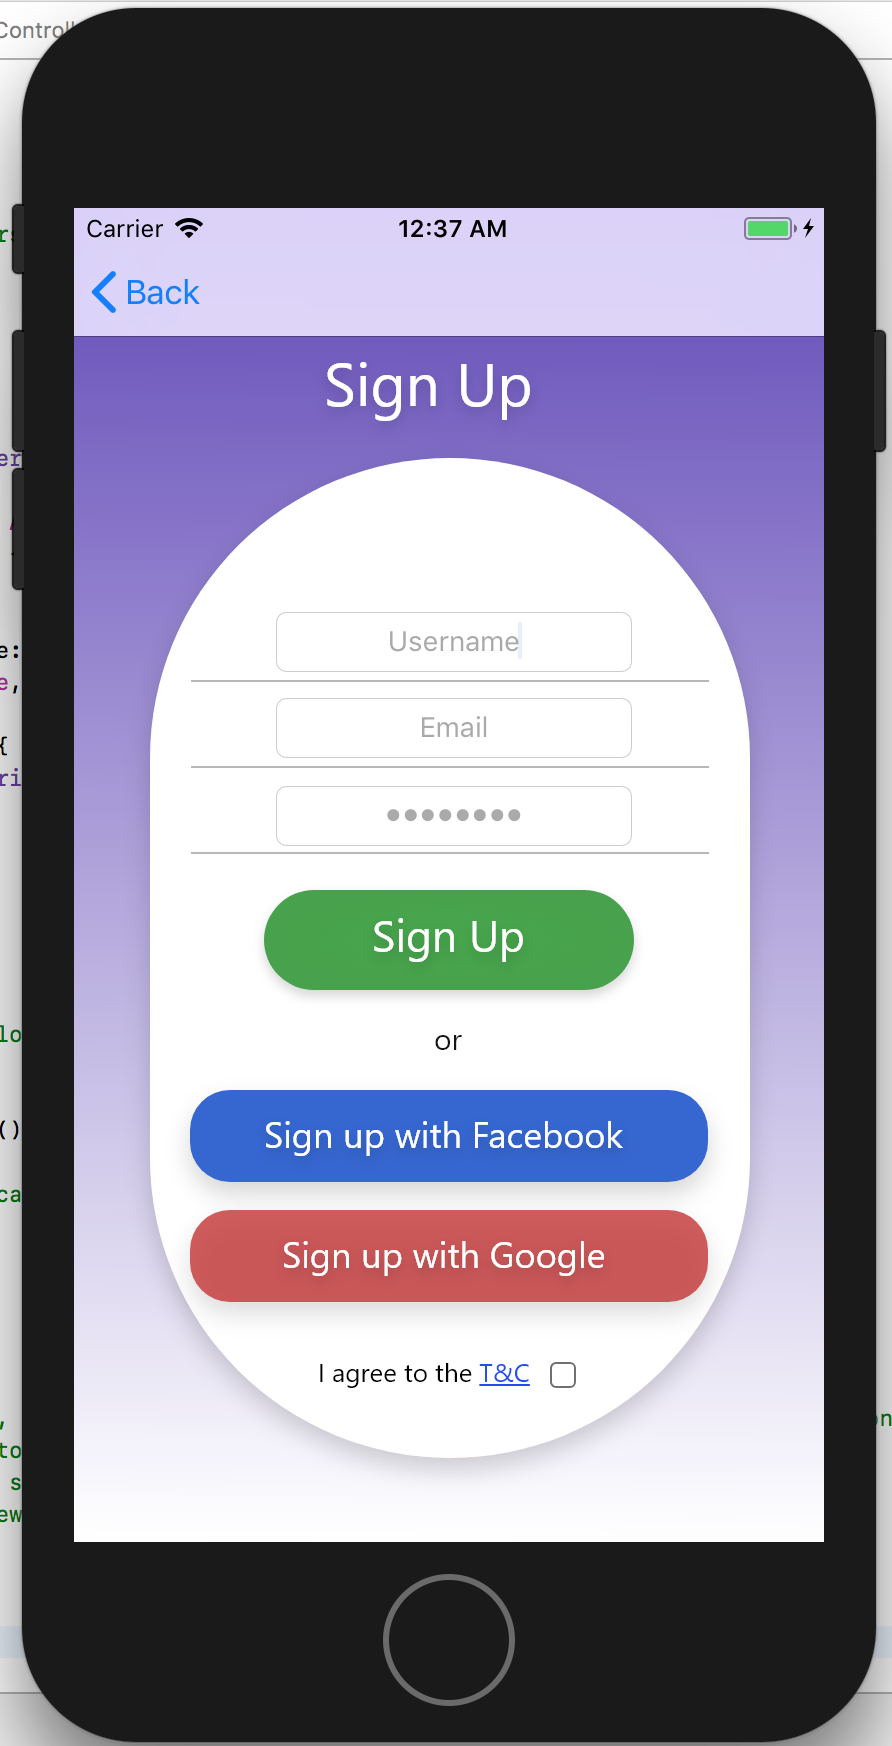 Carrier
12:37 AM
Back
Sign Up
Username
Email
••••••••
Sign Up
or
Sign up with Facebook
Sign up with Google
I agree to the T&C